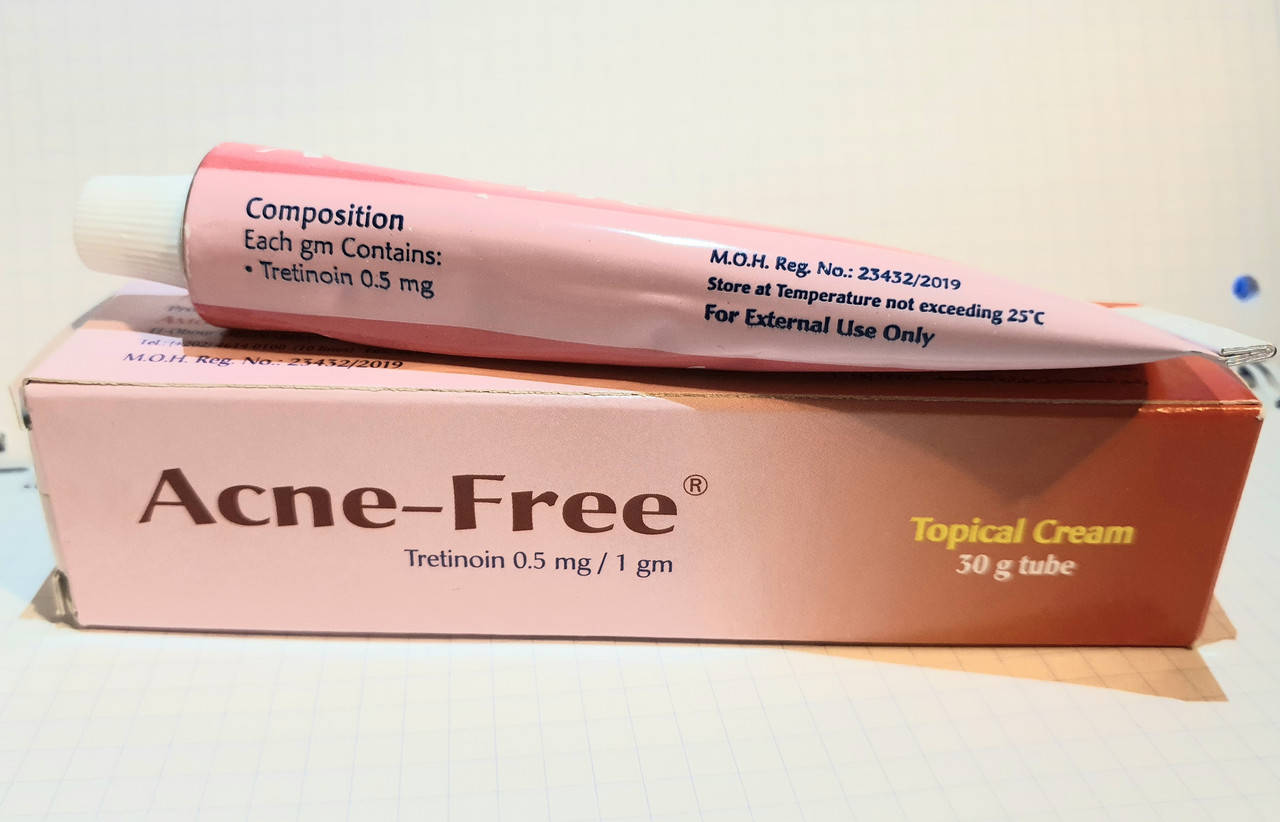 Composition
Each gm Contains:
• Tretinoin 0.5 mg
M.O.H. Reg. No.: 23432/2019
Store at Temperature not exceeding 25°C
For External Use Only
M.O.H. Reg. No.: 23432/2019
Acne-Free®
Tretinoin 0.5 mg / 1 gm
Topical Cream
30 g tube